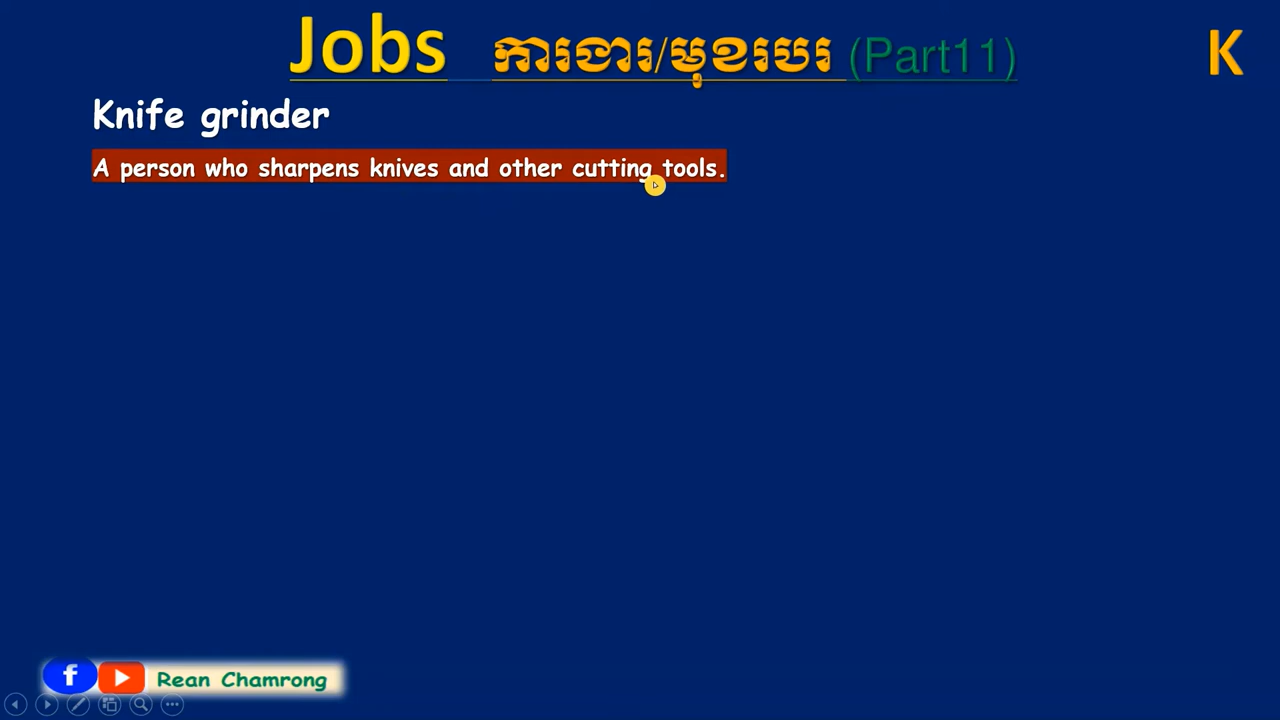 Jobs ការងារ/មុខរបរ (Part11)
K
Knife grinder
A person who sharpens knives and other cutting tools.
f Rean Chamrong